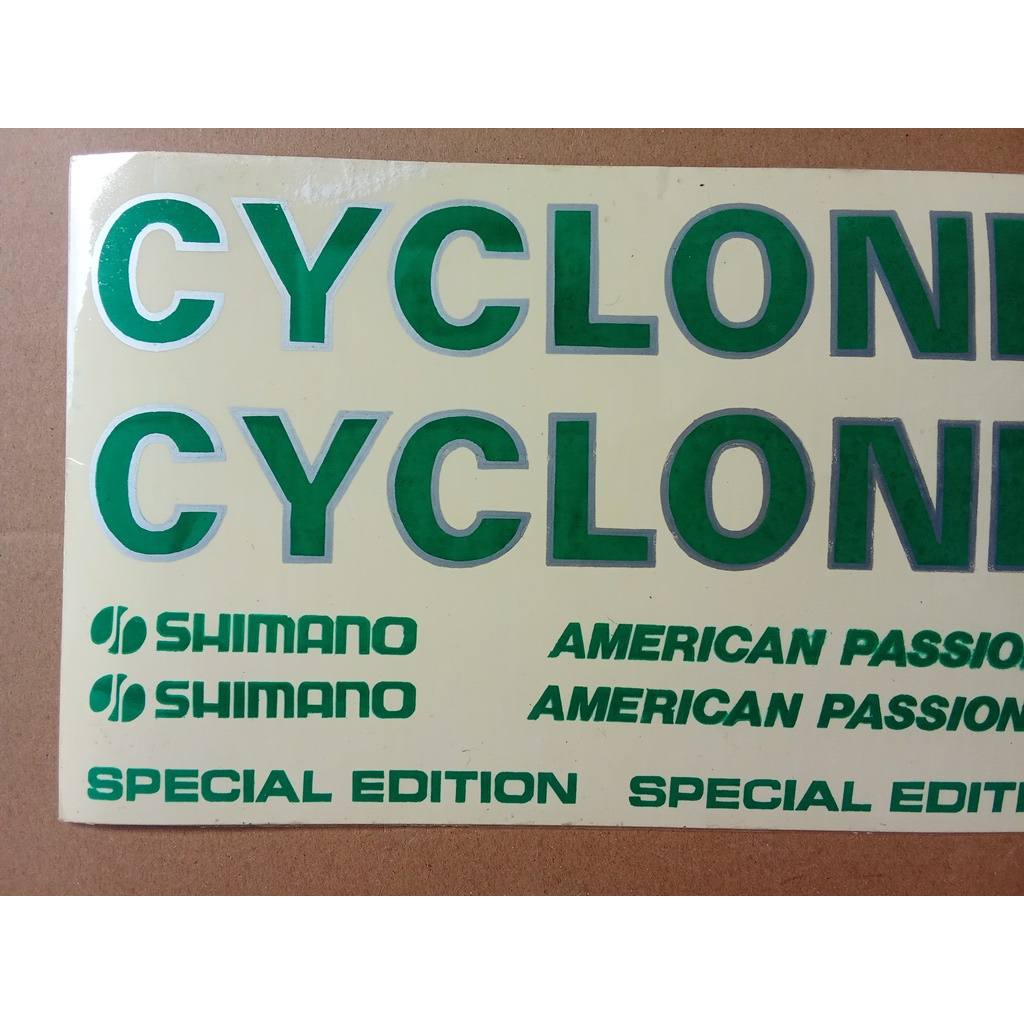 CYCLON
CYCLON
SHIMANO AMERICAN PASSIO
SHIMANO AMERICAN PASSION
SPECIAL EDITION SPECIAL EDIT